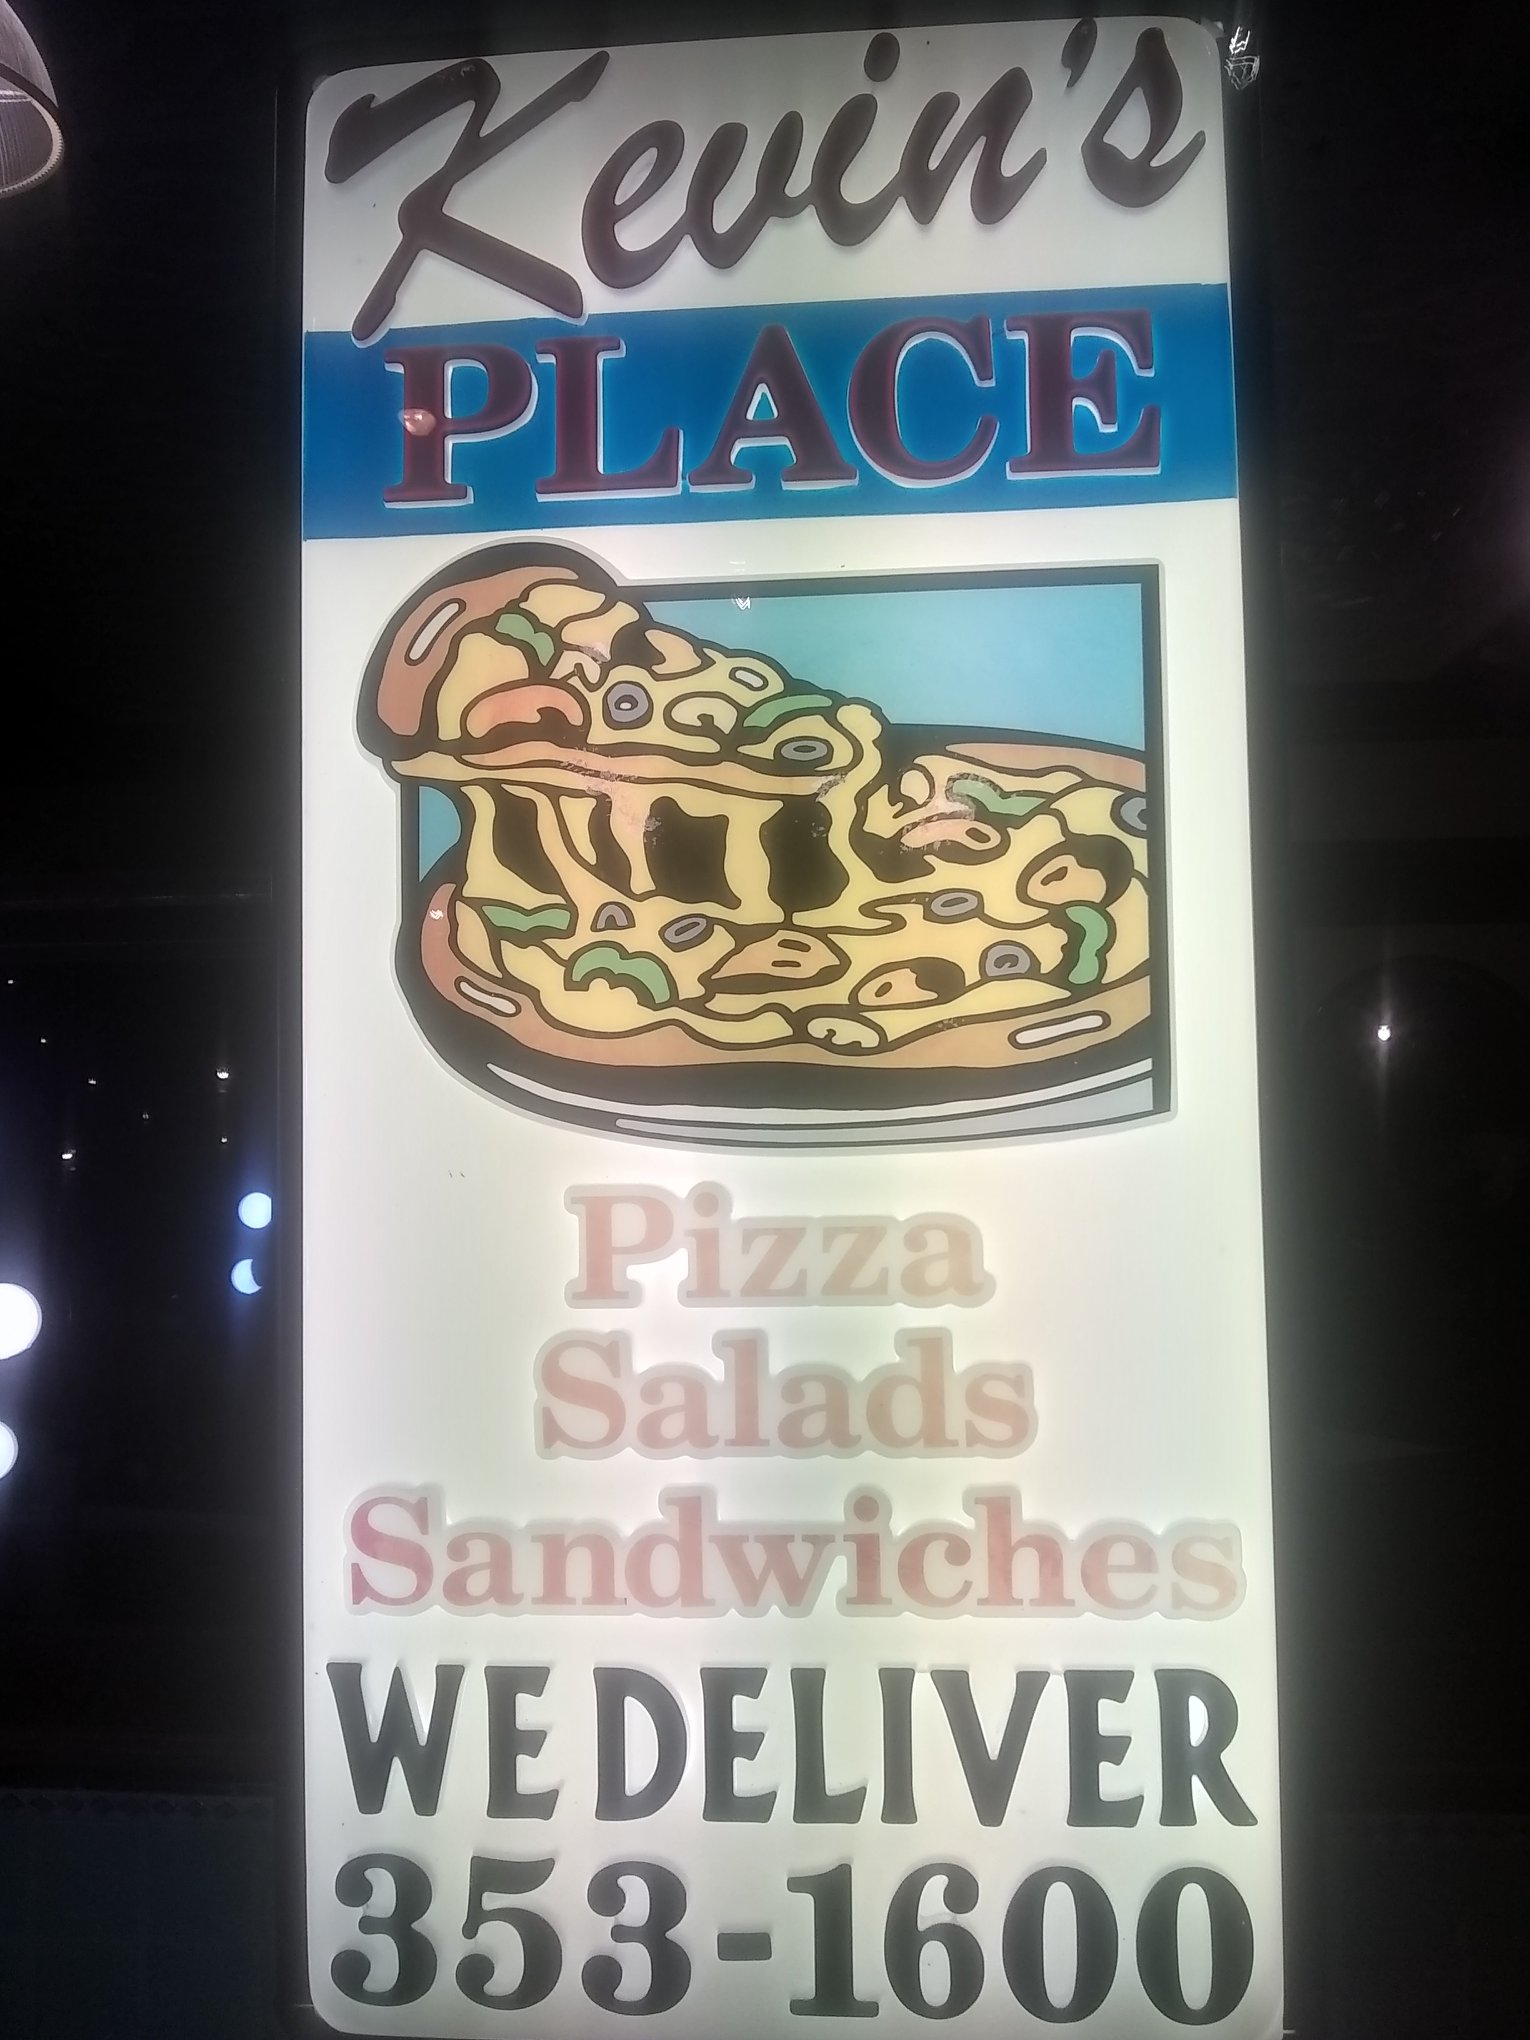 Kevin's
PLACE
Pizza
Salads
Sandwiches
WE DELIVER
353-1600